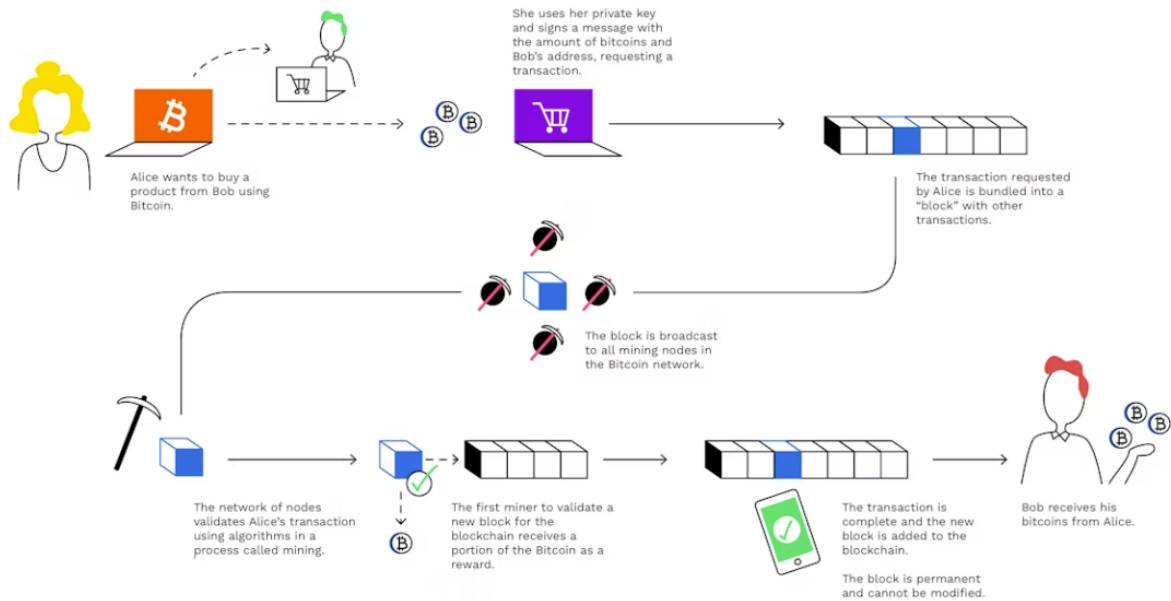 She uses her private key
and signs a message with
the amount of bitcoins and
Bob's address, requesting a
transaction.
Alice wants to buy a
product from Bob using
Bitcoin.
The transaction requested
by Alice is bundled into a
“block” with other
transactions.
The block is broadcast
to all mining nodes in
the Bitcoin network.
The network of nodes
validates Alice's transaction
using algorithms in a
process called mining.
The first miner to validate a
new block for the
blockchain receives a
portion of the Bitcoin as a
reward.
The transaction is
complete and the new
block is added to the
blockchain.
The block is permanent
and cannot be modified.
Bob receives his
bitcoins from Alice.